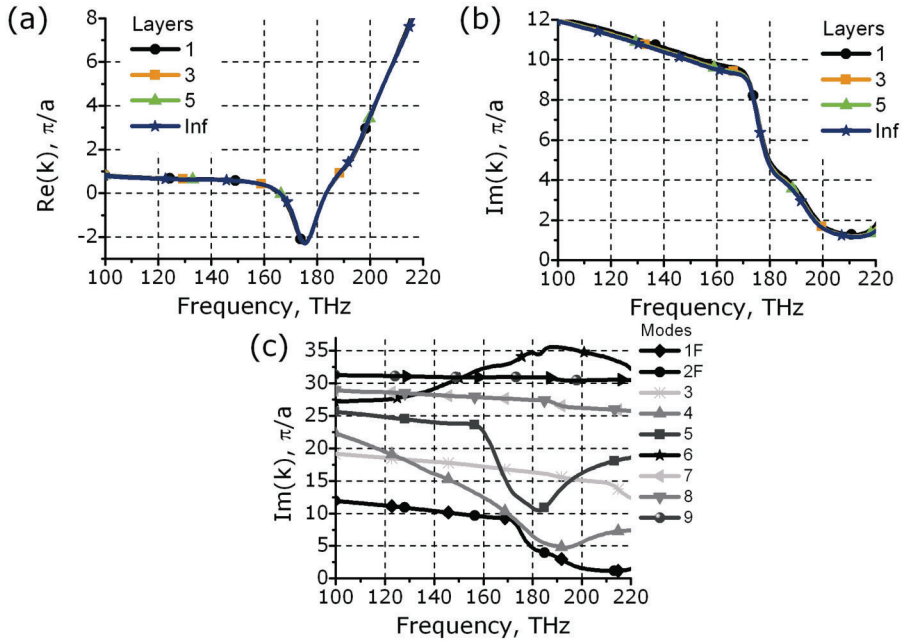 (a)
Layers
1
3
5
Inf
Re(k), π/a
8
6
4
2
0
-2
100 120 140 160 180 200 220
Frequency, THz
(b)
Layers
1
3
5
Inf
Im(k), π/a
12
10
8
6
4
2
0
100 120 140 160 180 200 220
Frequency, THz
(c)
Modes
1F
2F
3
4
5
6
7
8
9
Im(k), π/a
35
30
25
20
15
10
5
0
100 120 140 160 180 200 220
Frequency, THz